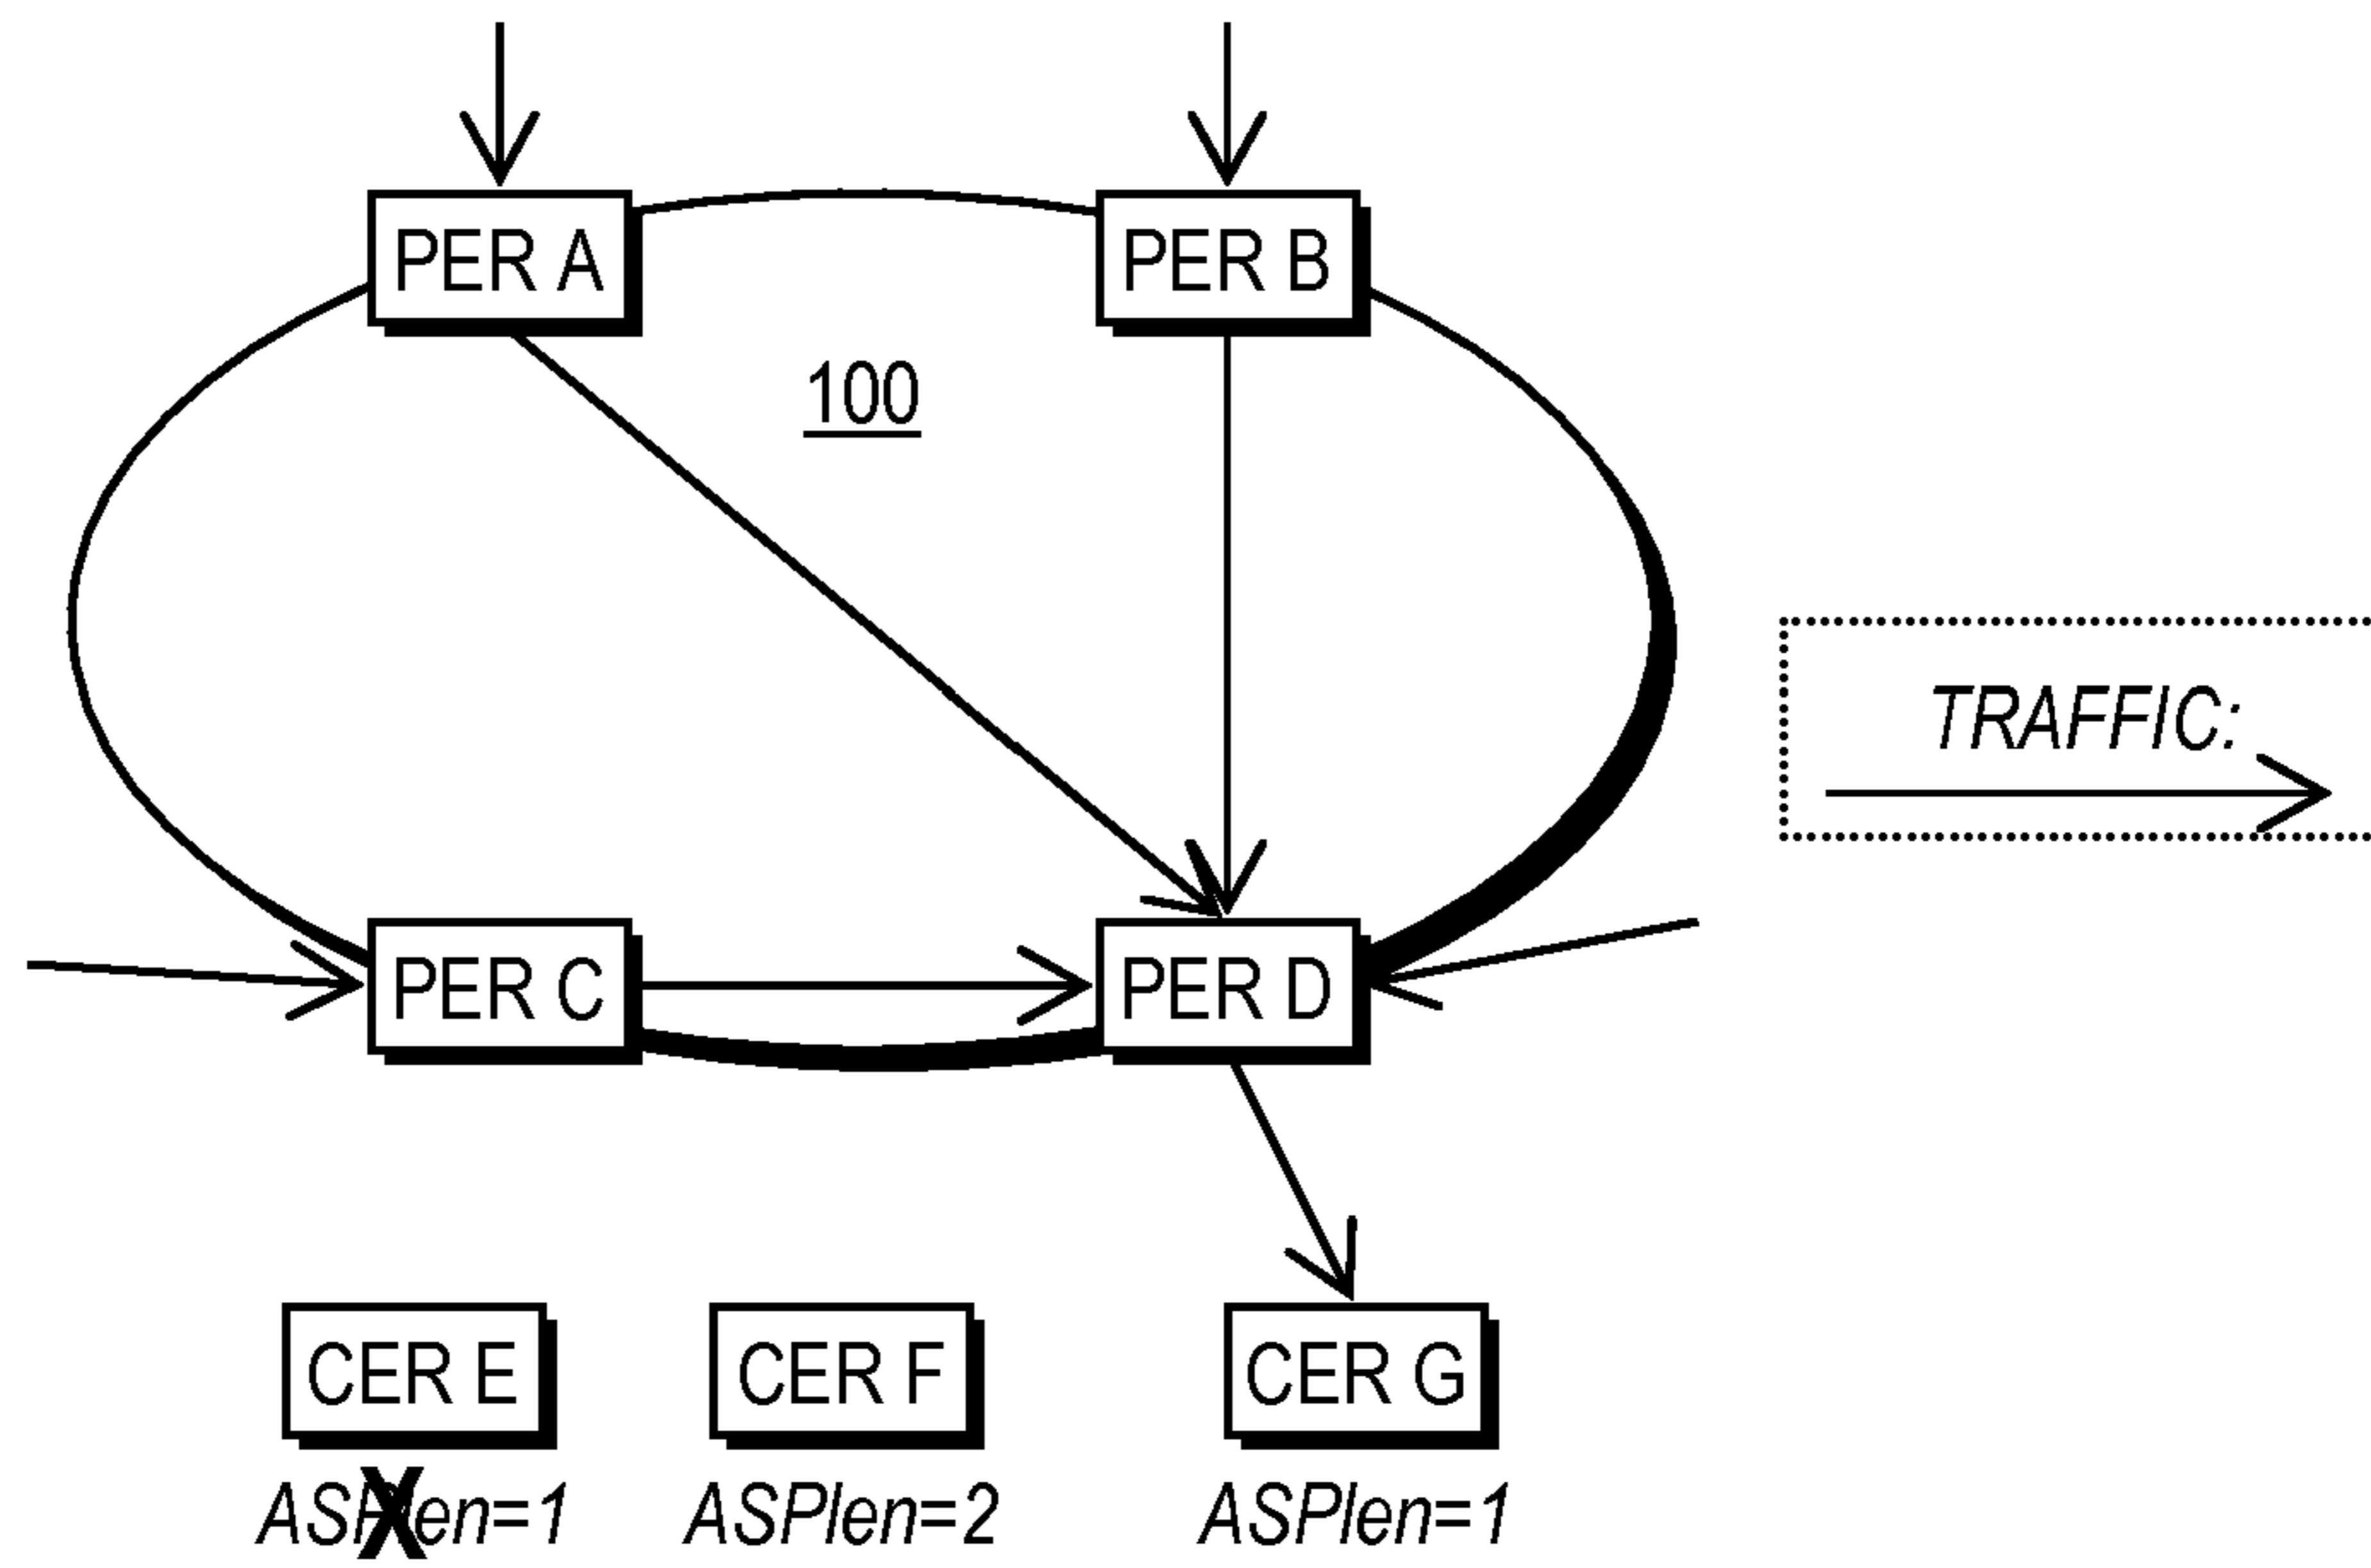 PER A
PER B
100
TRAFFIC:
PER C
PER D
CER E
CER F
CER G
ASPlen=1
X
ASPlen=2
ASPlen=1